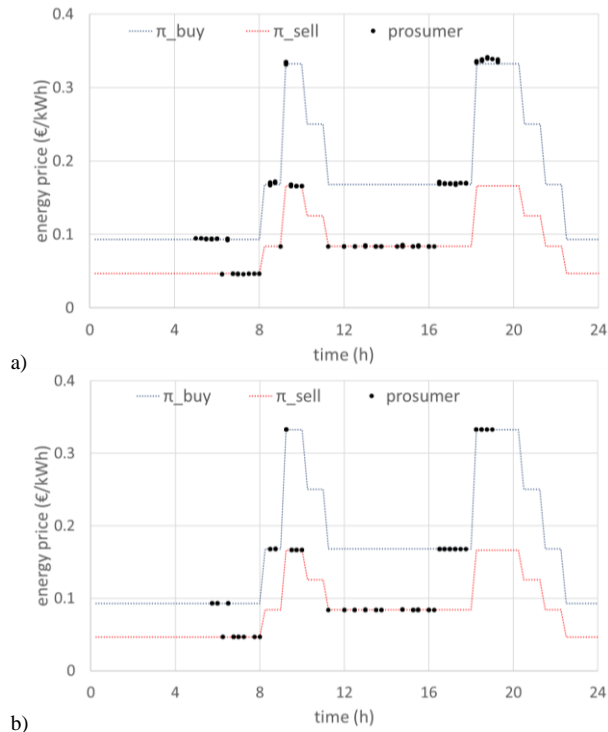 0.4
π_buy π_sell prosumer
0.3
0.2
0.1
0
energy price (€/kWh)
0 4 8 12 16 20 24
time (h)
a)
0.4
π_buy π_sell prosumer
0.3
0.2
0.1
0
energy price (€/kWh)
0 4 8 12 16 20 24
time (h)
b)